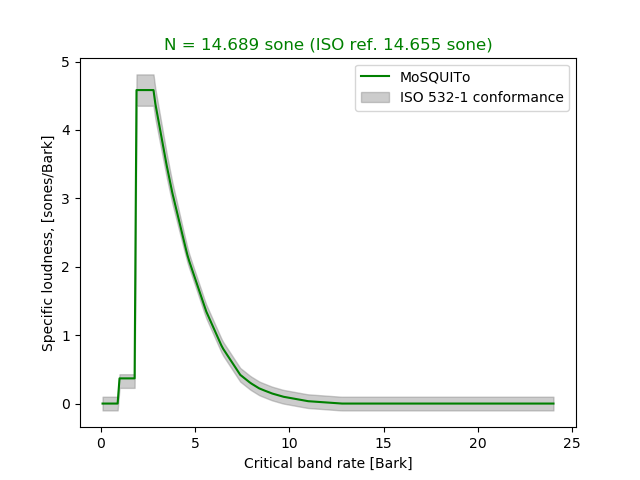 N = 14.689 sone (ISO ref. 14.655 sone)
MoSQUITo
ISO 532-1 conformance
Specific loudness, [sones/Bark]
5
4
3
2
1
0
0 5 10 15 20 25
Critical band rate [Bark]